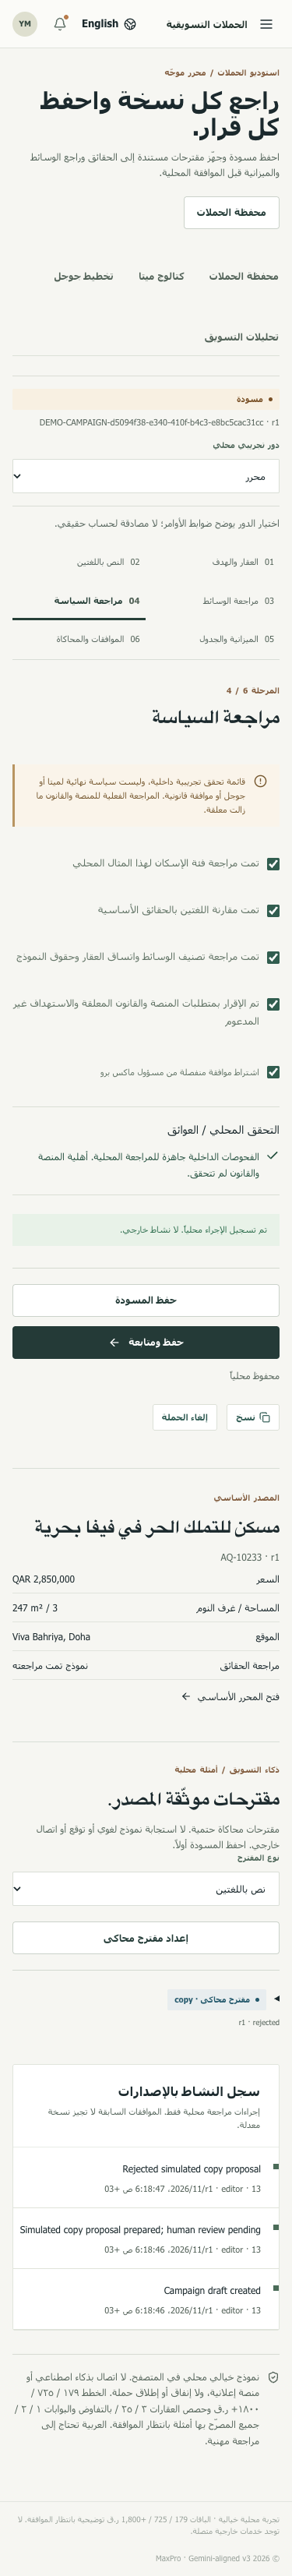 الحملات التسويقية
English
YM
استوديو الحملات / محرر موجّه
راجع كل نسخة واحفظ
كل قرار.
احفظ مسودة وجهّز مقترحات مستندة إلى الحقائق وراجع الوسائط
والميزانية قبل الموافقة المحلية.
محفظة الحملات
محفظة الحملات
كتالوج ميتا
تخطيط جوجل
تحليلات التسويق
مسودة
DEMO-CAMPAIGN-d5094f38-e340-410f-b4c3-e8bc5cac31cc · r1
دور تجريبي محلي
محرر
اختيار الدور يوضح ضوابط الأوامر؛ لا مصادقة لحساب حقيقي.
01 العقار والهدف
02 النص باللغتين
03 مراجعة الوسائط
04 مراجعة السياسة
05 الميزانية والجدول
06 الموافقات والمحاكاة
المرحلة 6 / 4
مراجعة السياسة
قائمة تحقق تجريبية داخلية، وليست سياسة نهائية لميتا أو
جوجل أو موافقة قانونية. المراجعة الفعلية للمنصة والقانون ما
زالت معلقة.
تمت مراجعة فئة الإسكان لهذا المثال المحلي
تمت مقارنة اللغتين بالحقائق الأساسية
تمت مراجعة تصنيف الوسائط واتساق العقار وحقوق النموذج
تم الإقرار بمتطلبات المنصة والقانون المعلقة والاستهداف غير
المدعوم
اشتراط موافقة منفصلة من مسؤول ماكس برو
التحقق المحلي / العوائق
الفحوصات الداخلية جاهزة للمراجعة المحلية. أهلية المنصة
والقانون لم تتحقق.
تم تسجيل الإجراء محلياً. لا نشاط خارجي.
حفظ المسودة
حفظ ومتابعة
محفوظ محلياً
نسخ
إلغاء الحملة
المصدر الأساسي
مسكن للتملك الحر في فيفا بحرية
AQ-10233 · r1
السعر
QAR 2,850,000
المساحة / غرف النوم
247 m² / 3
الموقع
Viva Bahriya, Doha
مراجعة الحقائق
نموذج تمت مراجعته
فتح المحرر الأساسي
ذكاء التسويق / أمثلة محلية
مقترحات موثّقة المصدر.
مقترحات محاكاة حتمية. لا استجابة نموذج لغوي أو توقع أو اتصال
خارجي. احفظ المسودة أولاً.
نوع المقترح
نص باللغتين
إعداد مقترح محاكى
مقترح محاكى · copy
r1 · rejected
سجل النشاط بالإصدارات
إجراءات مراجعة محلية فقط. الموافقات السابقة لا تجيز نسخة
معدلة.
Rejected simulated copy proposal
13 · editor · r1/2026/11، 6:18:47 ص +03
Simulated copy proposal prepared; human review pending
13 · editor · r1/2026/11، 6:18:46 ص +03
Campaign draft created
13 · editor · r1/2026/11، 6:18:46 ص +03
نموذج خيالي محلي في المتصفح. لا اتصال بذكاء اصطناعي أو
منصة إعلانية، ولا إنفاق أو إطلاق حملة. الخطط ١٧٩ / ٧٢٥ /
١٨٠٠+ ر.ق وحصص العقارات ٣ / ٢٥ / بالتفاوض والبوابات ١ / ٢ /
جميع المصرّح بها أمثلة بانتظار الموافقة. العربية تحتاج إلى
مراجعة مهنية.
تجربة محلية خيالية · الباقات 179 / 725 / +1,800 ر.ق توضيحية بانتظار الموافقة. لا
توجد خدمات خارجية متصلة.
© 2026 MaxPro · Gemini-aligned v3